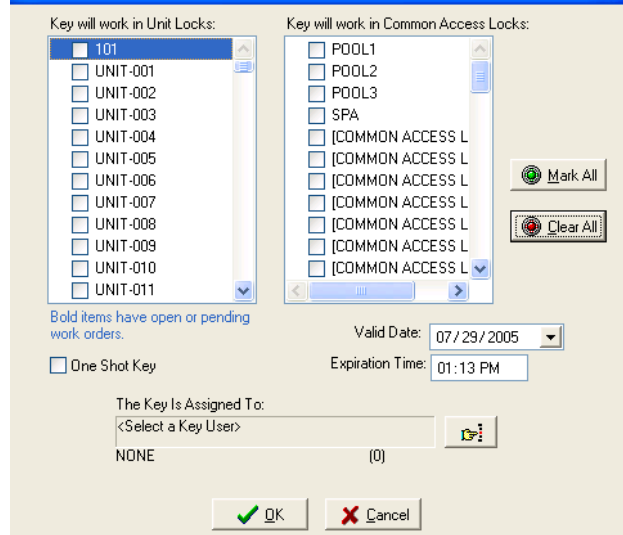 Key will work in Unit Locks:
101
UNIT-001
UNIT-002
UNIT-003
UNIT-004
UNIT-005
UNIT-006
UNIT-007
UNIT-008
UNIT-009
UNIT-010
UNIT-011
Bold items have open or pending
work orders.
One Shot Key
Key will work in Common Access Locks:
POOL1
POOL2
POOL3
SPA
[COMMON ACCESS L
[COMMON ACCESS L
[COMMON ACCESS L
[COMMON ACCESS L
[COMMON ACCESS L
[COMMON ACCESS L
[COMMON ACCESS L
Mark All
Clear All
Valid Date: 07/29/2005
Expiration Time: 01:13 PM
The Key Is Assigned To:
<Select a Key User>
NONE (0)
OK Cancel